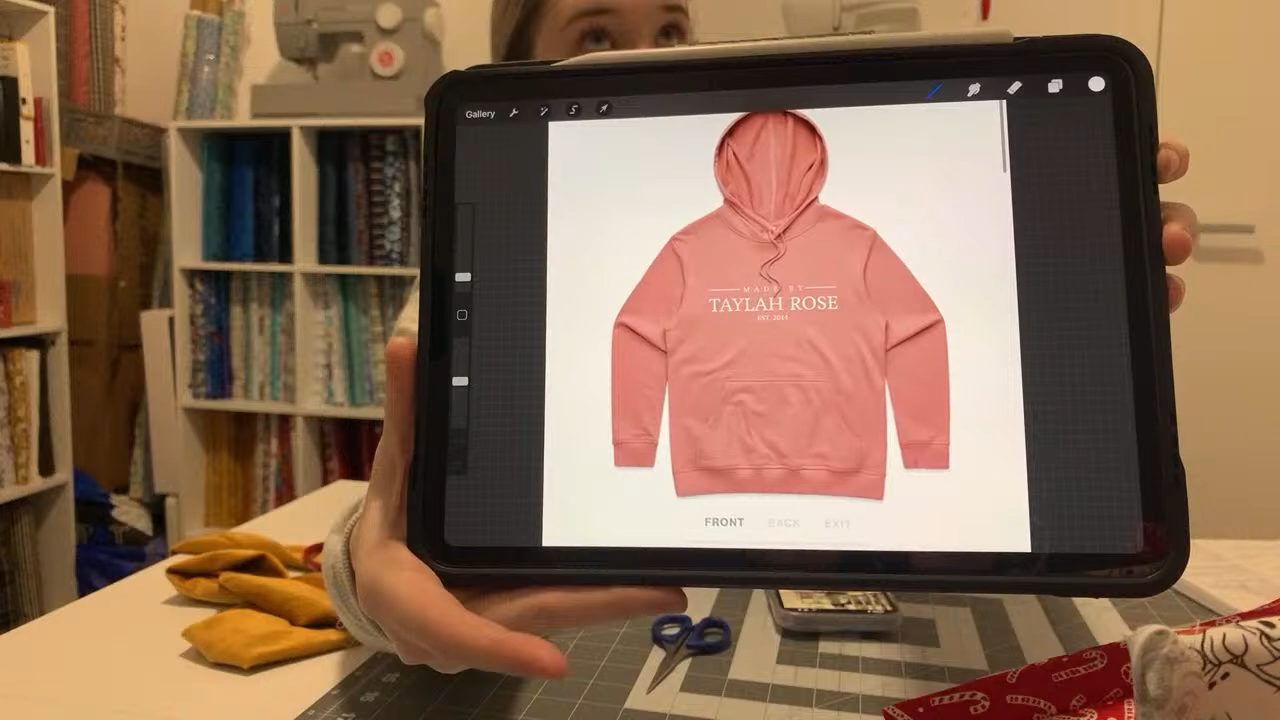 Gallery
MADE BY
TAYLAH ROSE
EST. 2014
FRONT BACK EXIT